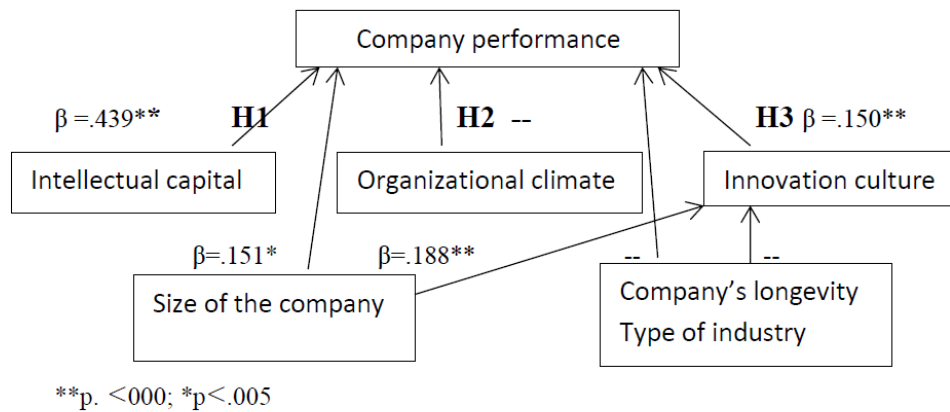 Company performance
β =.439** H1 H2 -- H3 β =.150**
Intellectual capital Organizational climate Innovation culture
β=.151* β=.188** -- --
Size of the company
Company’s longevity
Type of industry
**p. <000; *p<.005